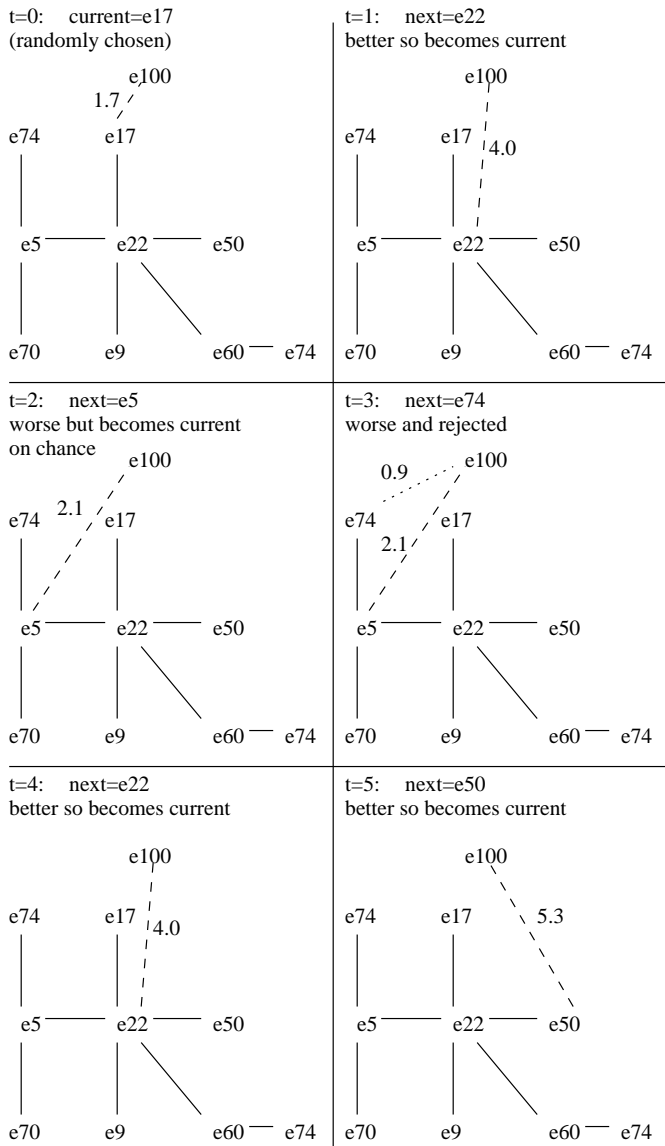 t=0: current=e17
(randomly chosen)
e100
1.7
e74 e17
e5 e22 e50
e70 e9 e60 e74
t=1: next=e22
better so becomes current
e100
e74 e17
4.0
e5 e22 e50
e70 e9 e60 e74
t=2: next=e5
worse but becomes current
on chance
e100
2.1
e74 e17
e5 e22 e50
e70 e9 e60 e74
t=3: next=e74
worse and rejected
e100
0.9
e74 e17
2.1
e5 e22 e50
e70 e9 e60 e74
t=4: next=e22
better so becomes current
e100
e74 e17
4.0
e5 e22 e50
e70 e9 e60 e74
t=5: next=e50
better so becomes current
e100
e74 e17 5.3
e5 e22 e50
e70 e9 e60 e74